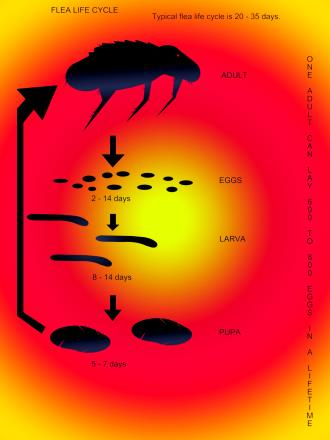 FLEA LIFE CYCLE
Typical flea life cycle is 20 - 35 days.
ADULT
EGGS
2 - 14 days
LARVA
8 - 14 days
PUPA
5 - 7 days
ONE ADULT CAN LAY 500 TO 600 EGGS IN A LIFETIME